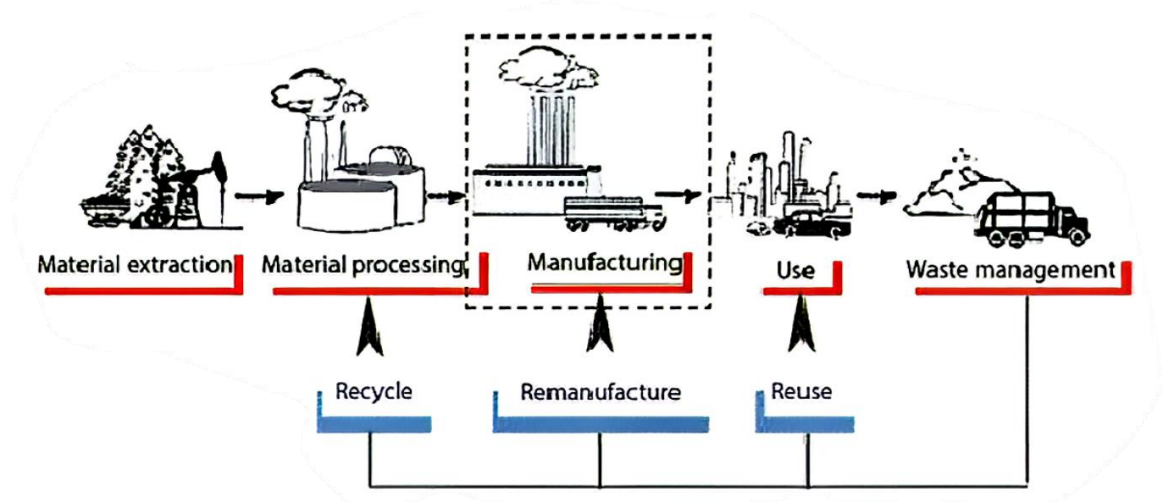 Material extraction
Material processing
Manufacturing
Use
Waste management
Recycle
Remanufacture
Reuse